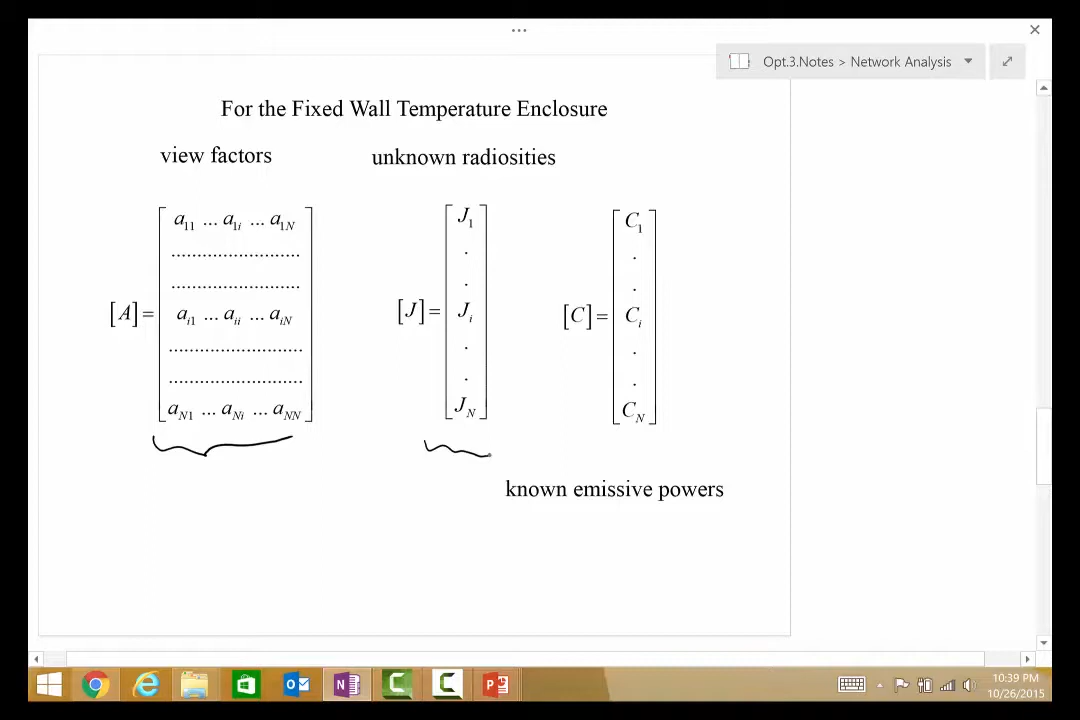 ...
Opt.3.Notes > Network Analysis
For the Fixed Wall Temperature Enclosure
view factors
unknown radiosities
[A] =
a11 ... a1i ... a1N
.........................
.........................
ai1 ... aii ... aiN
..........................
..........................
aN1 ... aNi ... aNN
[J] =
J1
.
.
Ji
.
.
JN
[C] =
C1
.
.
Ci
.
.
CN
known emissive powers
10:39 PM
10/26/2015